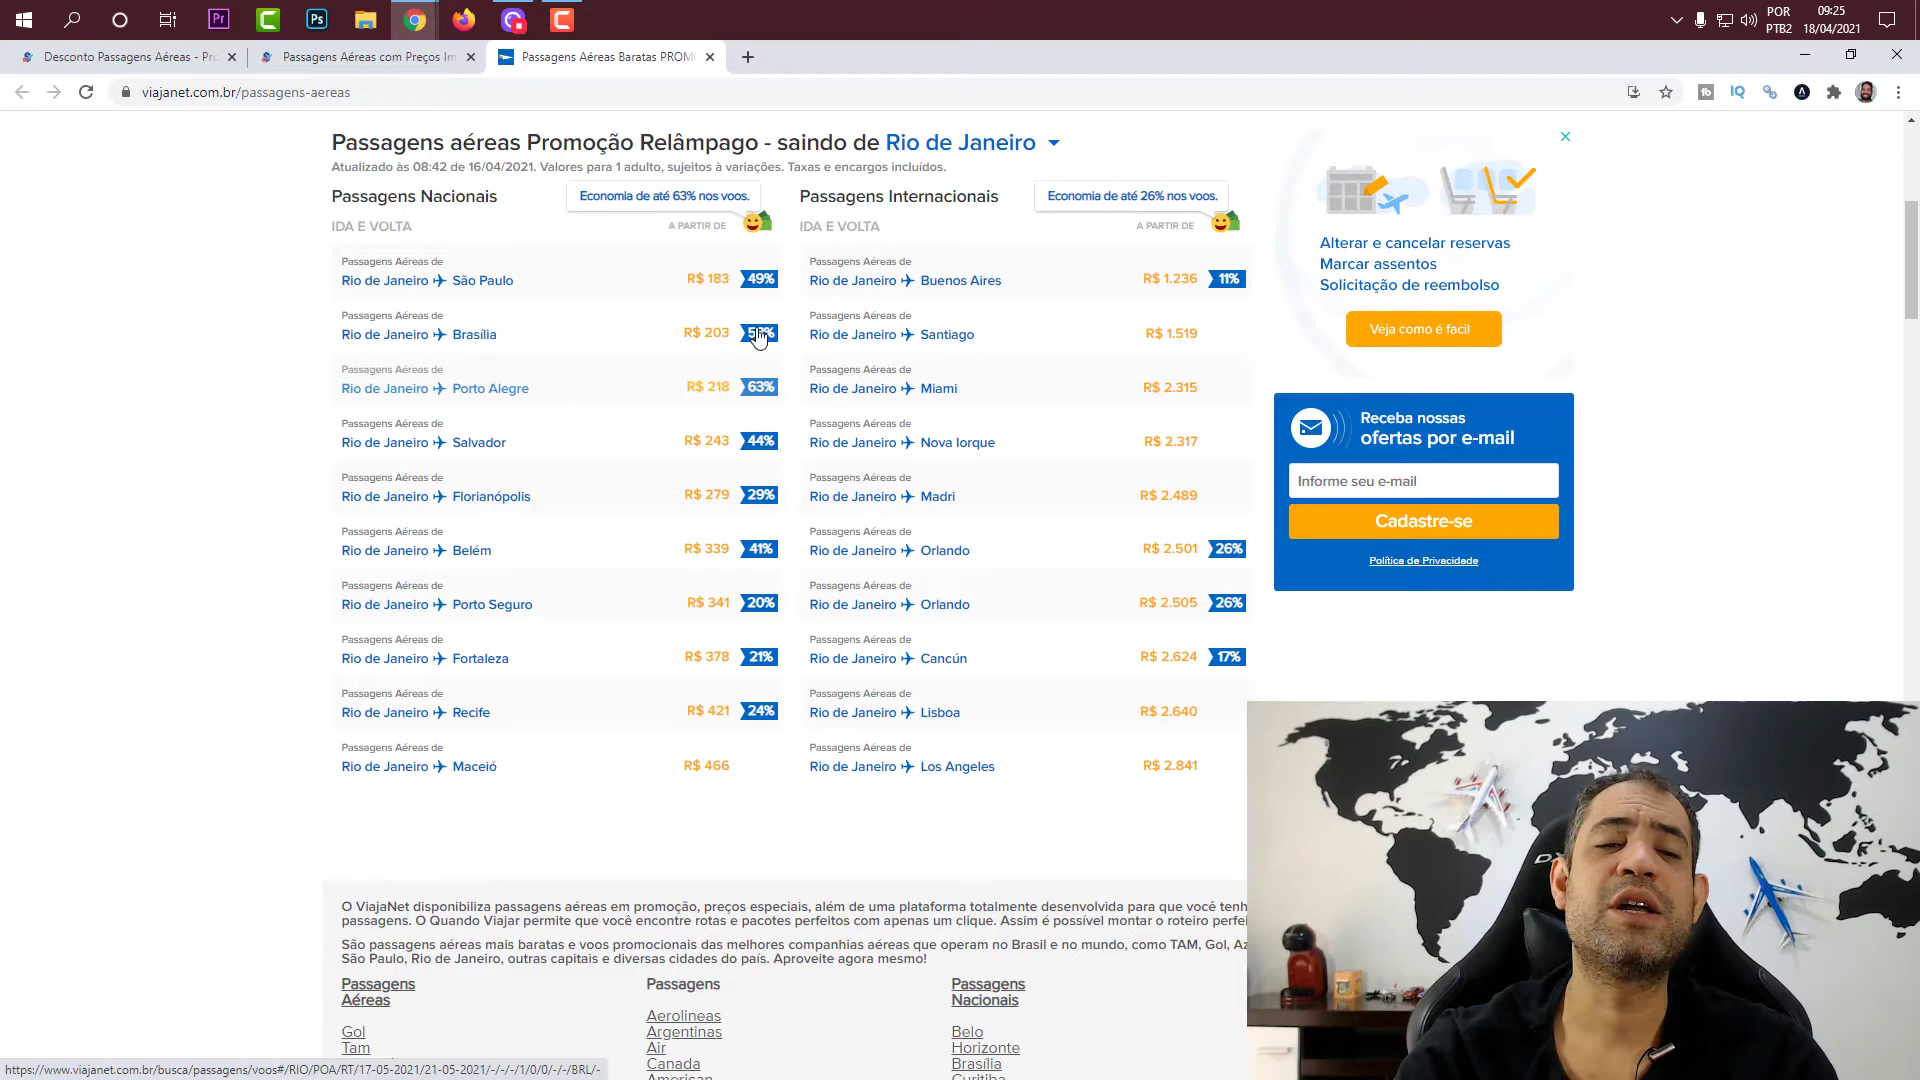 POR
PTB2
09:25
18/04/2021
Desconto Passagens Aéreas - Pro
Passagens Aéreas com Preços Im
Passagens Aéreas Baratas PROM
viajanet.com.br/passagens-aereas
Passagens aéreas Promoção Relâmpago - saindo de Rio de Janeiro
Atualizado às 08:42 de 16/04/2021. Valores para 1 adulto, sujeitos à variações. Taxas e encargos incluídos.
Passagens Nacionais
Economia de até 63% nos voos.
IDA E VOLTA
A PARTIR DE
Passagens Aéreas de
Rio de Janeiro São Paulo
R$ 183 49%
Passagens Aéreas de
Rio de Janeiro Brasília
R$ 203
Passagens Aéreas de
Rio de Janeiro Porto Alegre
R$ 218 63%
Passagens Aéreas de
Rio de Janeiro Salvador
R$ 243 44%
Passagens Aéreas de
Rio de Janeiro Florianópolis
R$ 279 29%
Passagens Aéreas de
Rio de Janeiro Belém
R$ 339 41%
Passagens Aéreas de
Rio de Janeiro Porto Seguro
R$ 341 20%
Passagens Aéreas de
Rio de Janeiro Fortaleza
R$ 378 21%
Passagens Aéreas de
Rio de Janeiro Recife
R$ 421 24%
Passagens Aéreas de
Rio de Janeiro Maceió
R$ 466
Passagens Internacionais
Economia de até 26% nos voos.
IDA E VOLTA
A PARTIR DE
Passagens Aéreas de
Rio de Janeiro Buenos Aires
R$ 1.236 11%
Passagens Aéreas de
Rio de Janeiro Santiago
R$ 1.519
Passagens Aéreas de
Rio de Janeiro Miami
R$ 2.315
Passagens Aéreas de
Rio de Janeiro Nova Iorque
R$ 2.317
Passagens Aéreas de
Rio de Janeiro Madri
R$ 2.489
Passagens Aéreas de
Rio de Janeiro Orlando
R$ 2.501 26%
Passagens Aéreas de
Rio de Janeiro Orlando
R$ 2.505 26%
Passagens Aéreas de
Rio de Janeiro Cancún
R$ 2.624 17%
Passagens Aéreas de
Rio de Janeiro Lisboa
R$ 2.640
Passagens Aéreas de
Rio de Janeiro Los Angeles
R$ 2.841
Alterar e cancelar reservas
Marcar assentos
Solicitação de reembolso
Veja como é facil
Receba nossas
ofertas por e-mail
Informe seu e-mail
Cadastre-se
Política de Privacidade
O ViajaNet disponibiliza passagens aéreas em promoção, preços especiais, além de uma plataforma totalmente desenvolvida para que você tenh
passagens. O Quando Viajar permite que você encontre rotas e pacotes perfeitos com apenas um clique. Assim é possível montar o roteiro perfei
São passagens aéreas mais baratas e voos promocionais das melhores companhias aéreas que operam no Brasil e no mundo, como TAM, Gol, Az
São Paulo, Rio de Janeiro, outras capitais e diversas cidades do país. Aproveite agora mesmo!
Passagens
Aéreas
Gol
Tam
Passagens
Aerolineas
Argentinas
Air
Canada
American
Passagens
Nacionais
Belo
Horizonte
Brasília
Curitiba
https://www.viajanet.com.br/busca/passagens/voos#/RIO/POA/RT/17-05-2021/21-05-2021/-/-/-/1/0/0/-/-/BRL/-